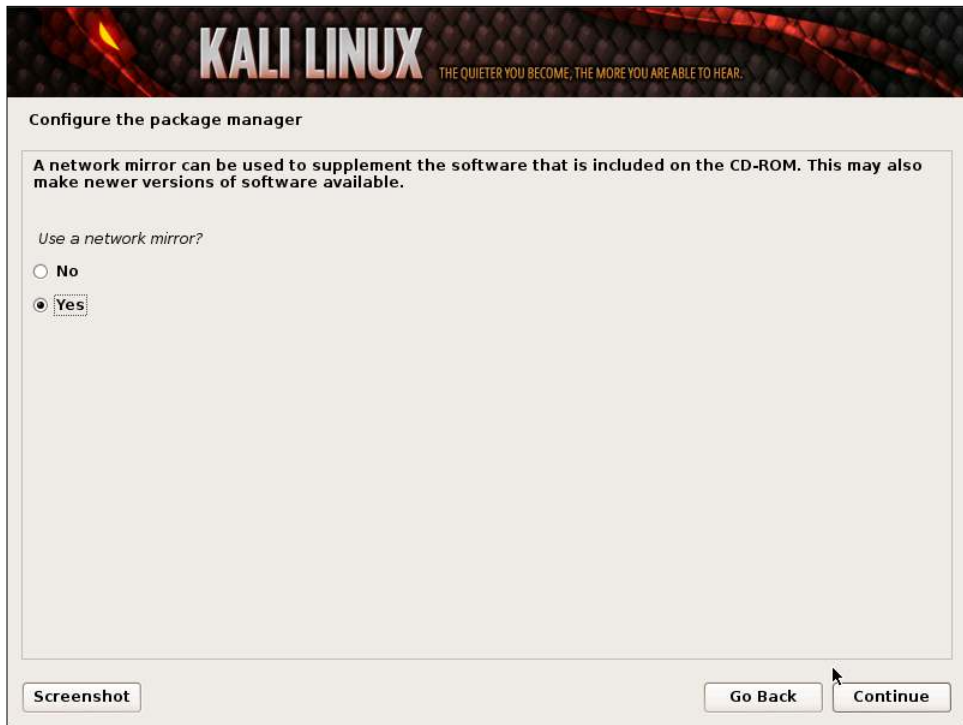 KALI LINUX
THE QUIETER YOU BECOME, THE MORE YOU ARE ABLE TO HEAR.
Configure the package manager
A network mirror can be used to supplement the software that is included on the CD-ROM. This may also
make newer versions of software available.
Use a network mirror?
No
Yes
Screenshot
Go Back
Continue